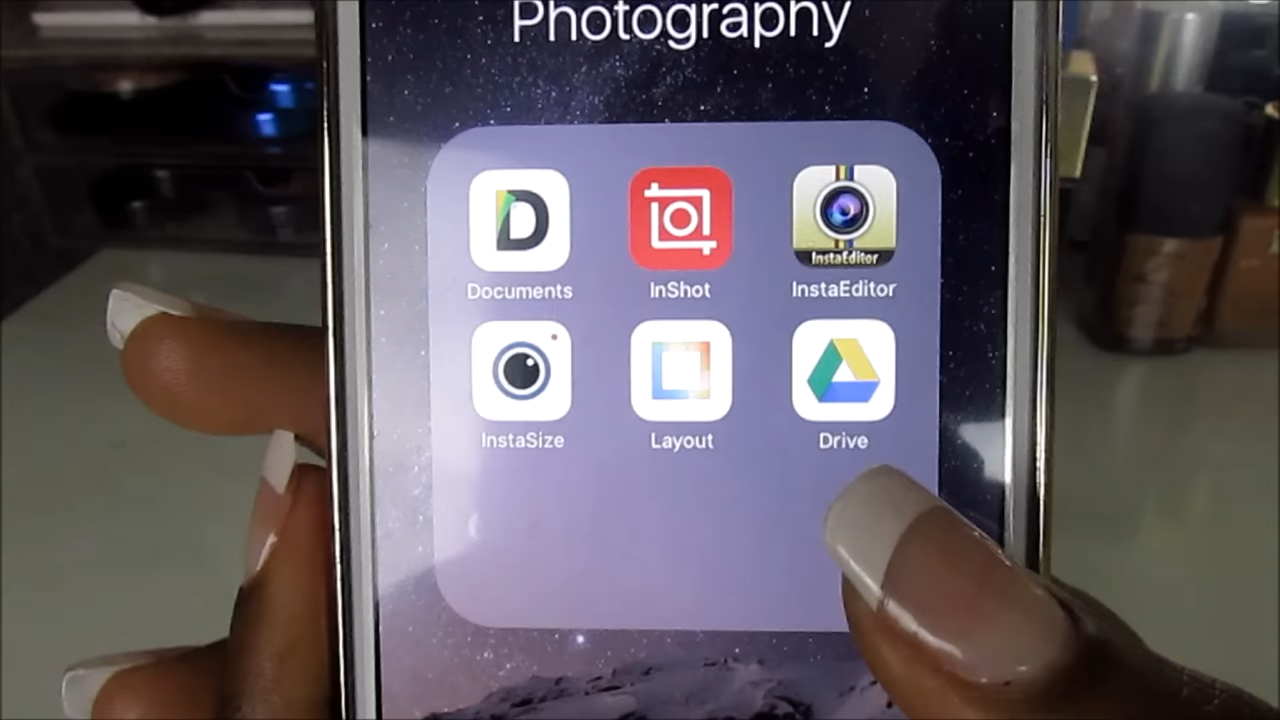 Photography
D
InstaEditor
Documents InShot InstaEditor
InstaSize Layout Drive